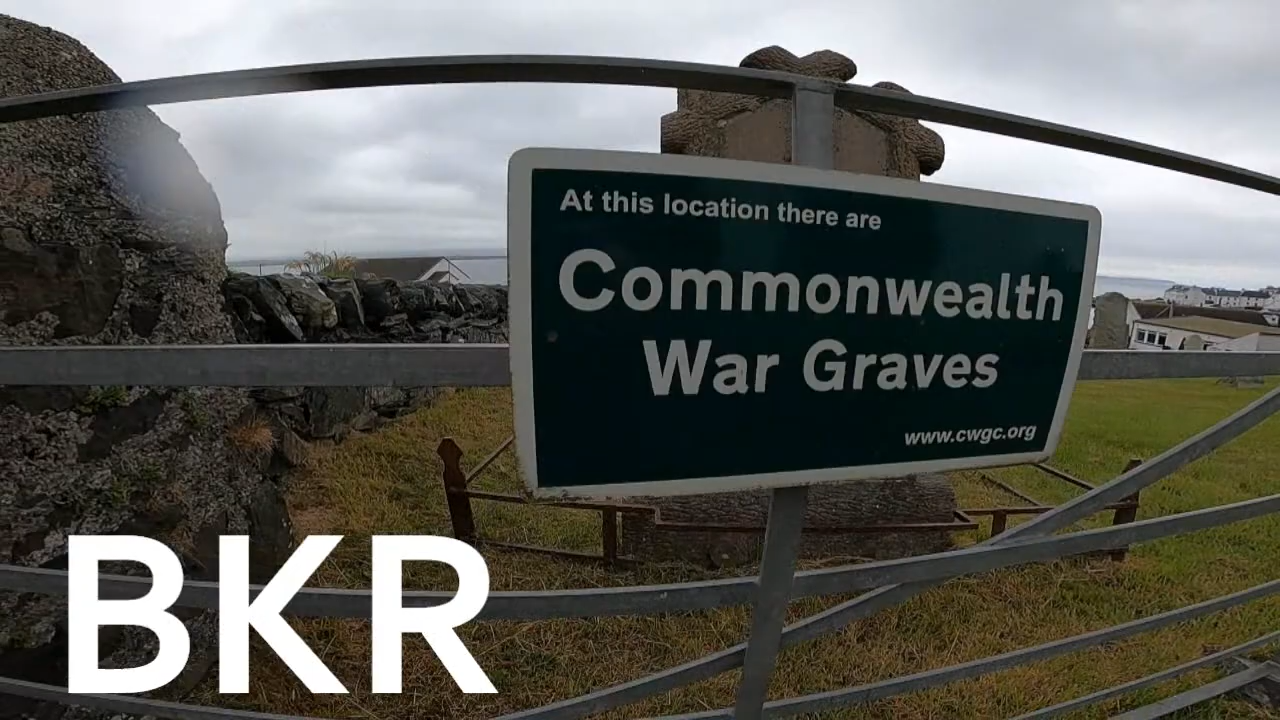 At this location there are
Commonwealth
War Graves
www.cwgc.org
BKR